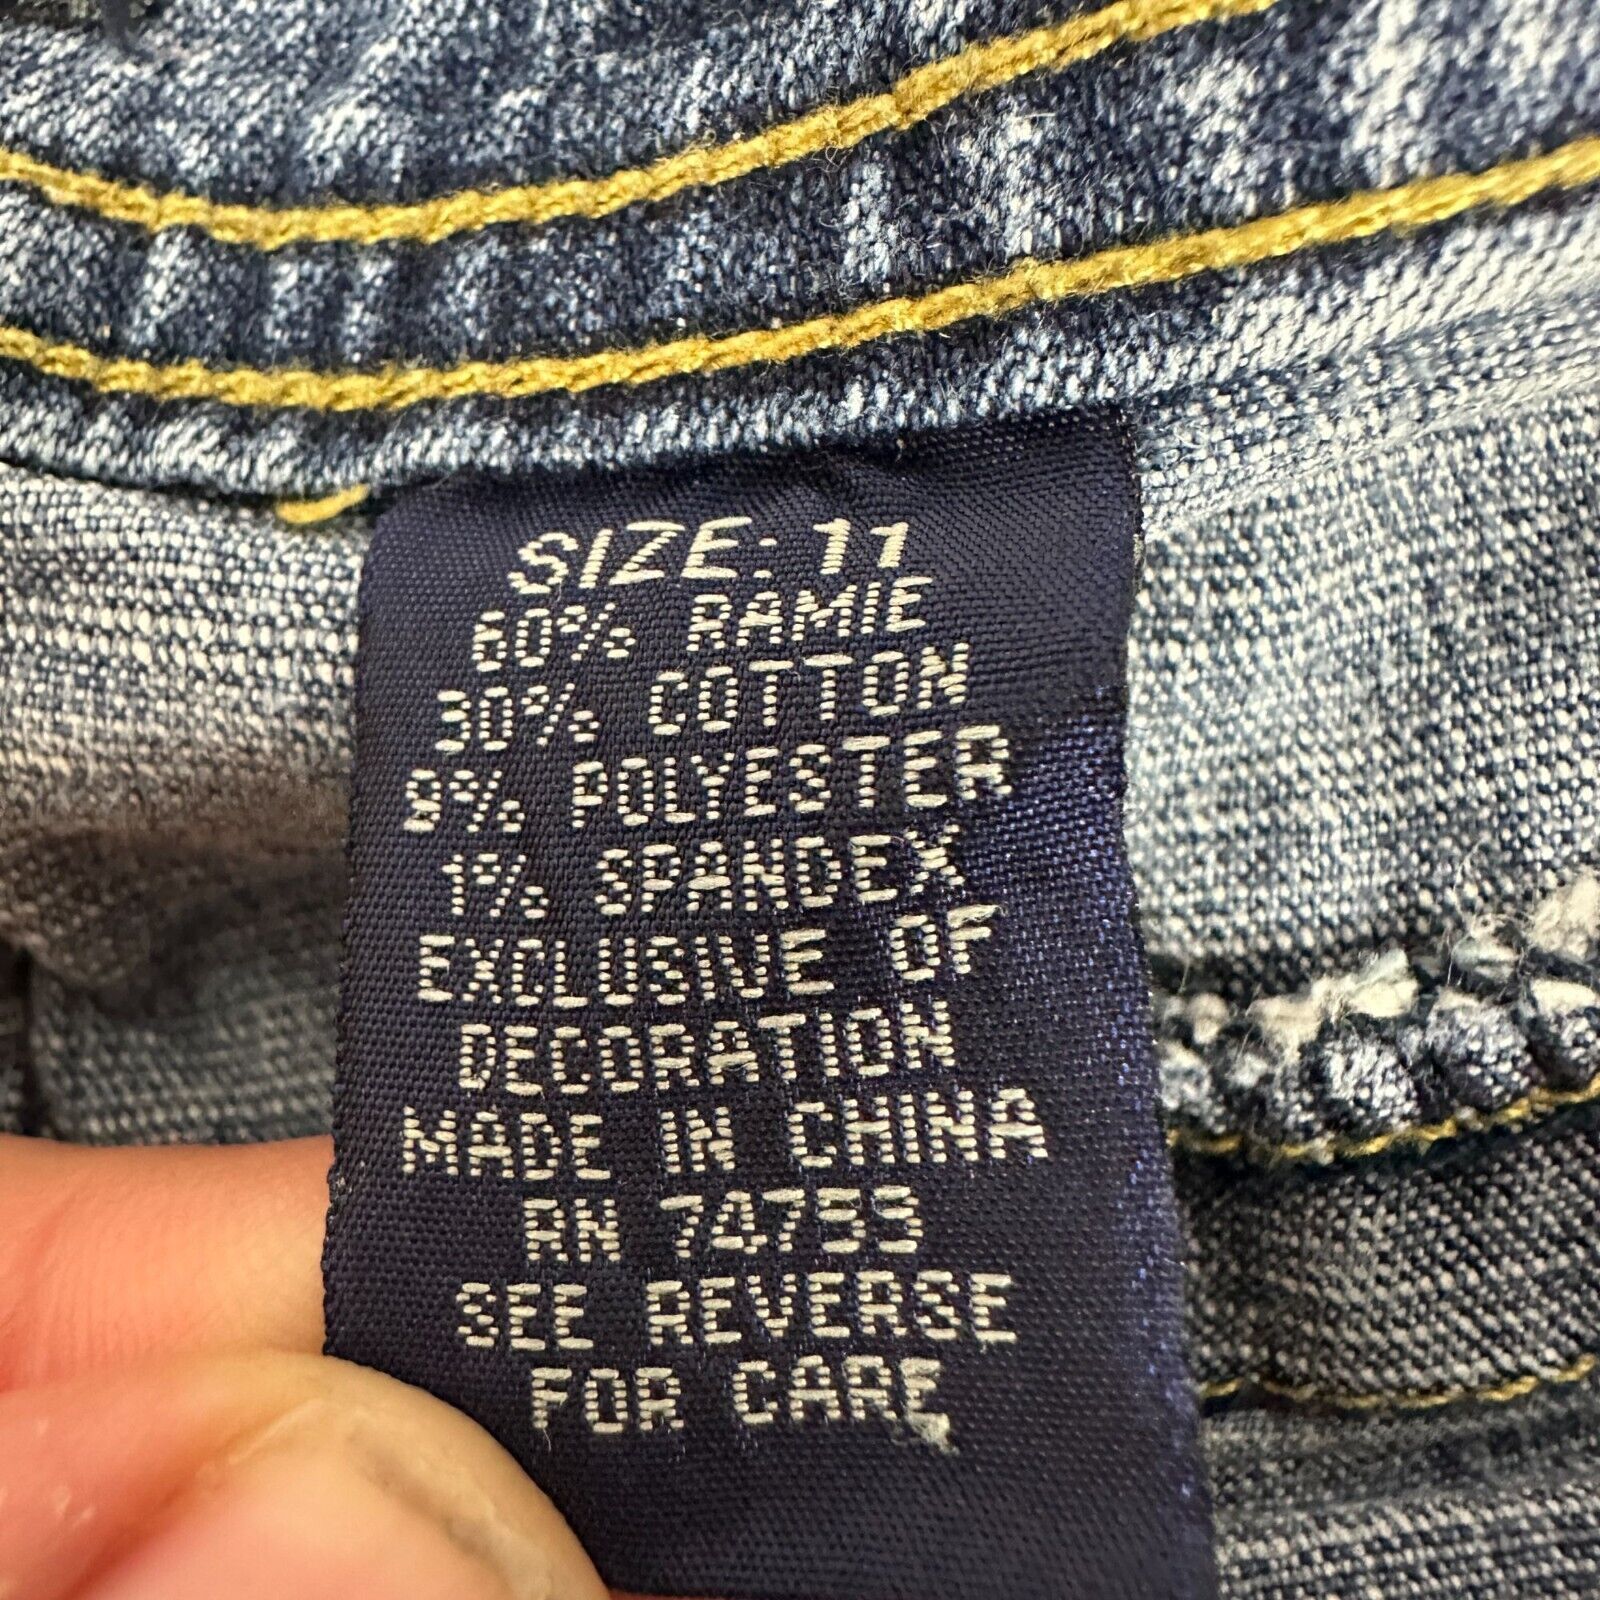 SIZE: 11
60% RAMIE
30% COTTON
9% POLYESTER
1% SPANDEX
EXCLUSIVE OF
DECORATION
MADE IN CHINA
RN 74759
SEE REVERSE
FOR CARE